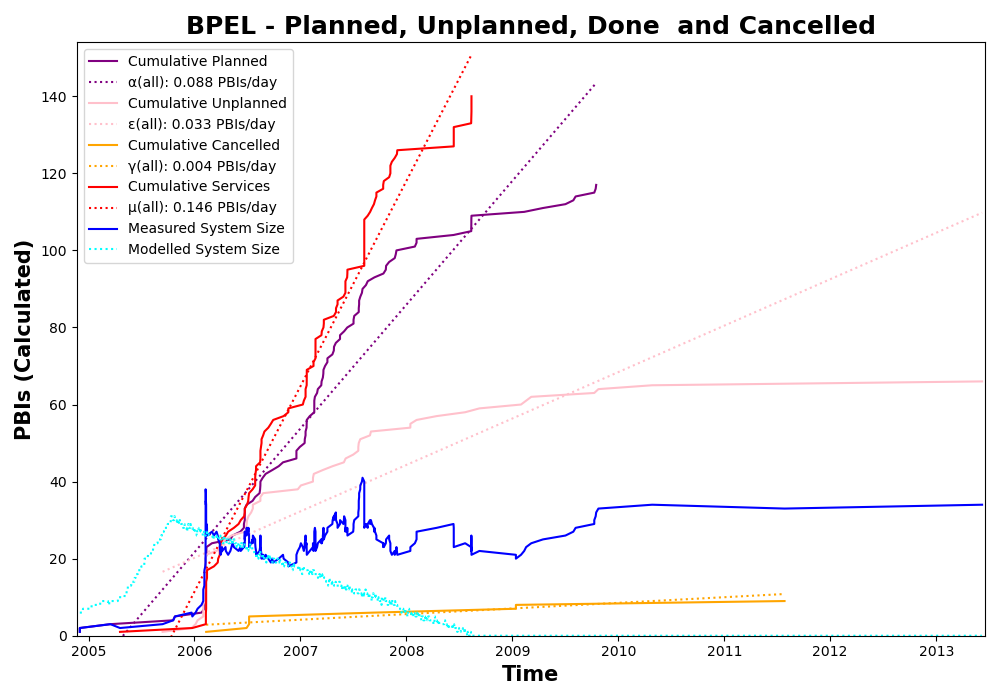 BPEL - Planned, Unplanned, Done  and Cancelled
Cumulative Planned
α(all): 0.088 PBIs/day
Cumulative Unplanned
ε(all): 0.033 PBIs/day
Cumulative Cancelled
γ(all): 0.004 PBIs/day
Cumulative Services
μ(all): 0.146 PBIs/day
Measured System Size
Modelled System Size
PBIs (Calculated)
140
120
100
80
60
40
20
0
2005 2006 2007 2008 2009 2010 2011 2012 2013
Time